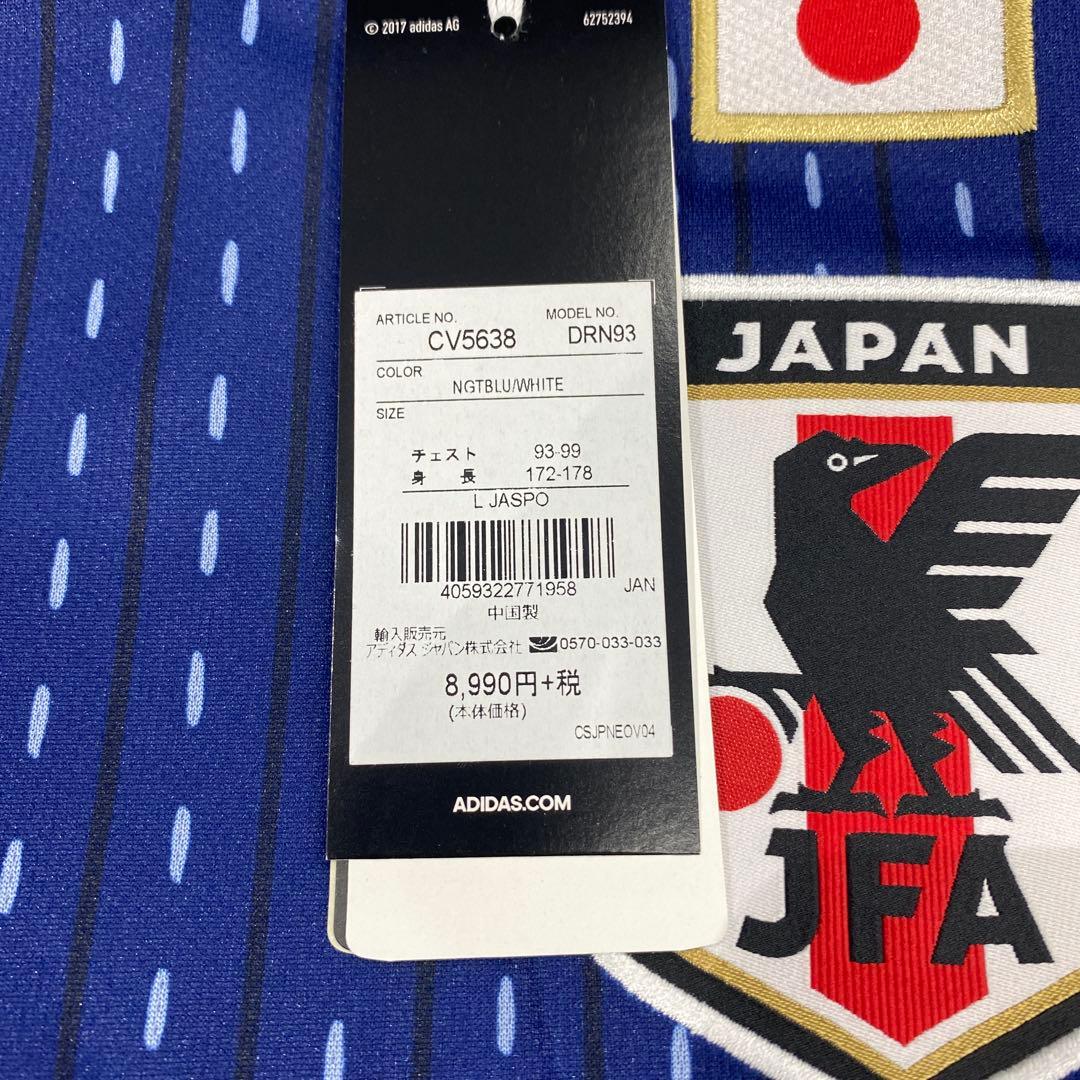 © 2017 adidas AG
62752394
ARTICLE NO. MODEL NO.
CV5638 DRN93
COLOR
NGTBLU/WHITE
SIZE
チェスト 93-99
身長 172-178
L JASPO
4059322771958 JAN
中国製
輸入販売元
アディダス ジャパン株式会社 0570-033-033
8,990円+税
(本体価格)
CSJPNEOV04
ADIDAS.COM
JAPAN
JFA